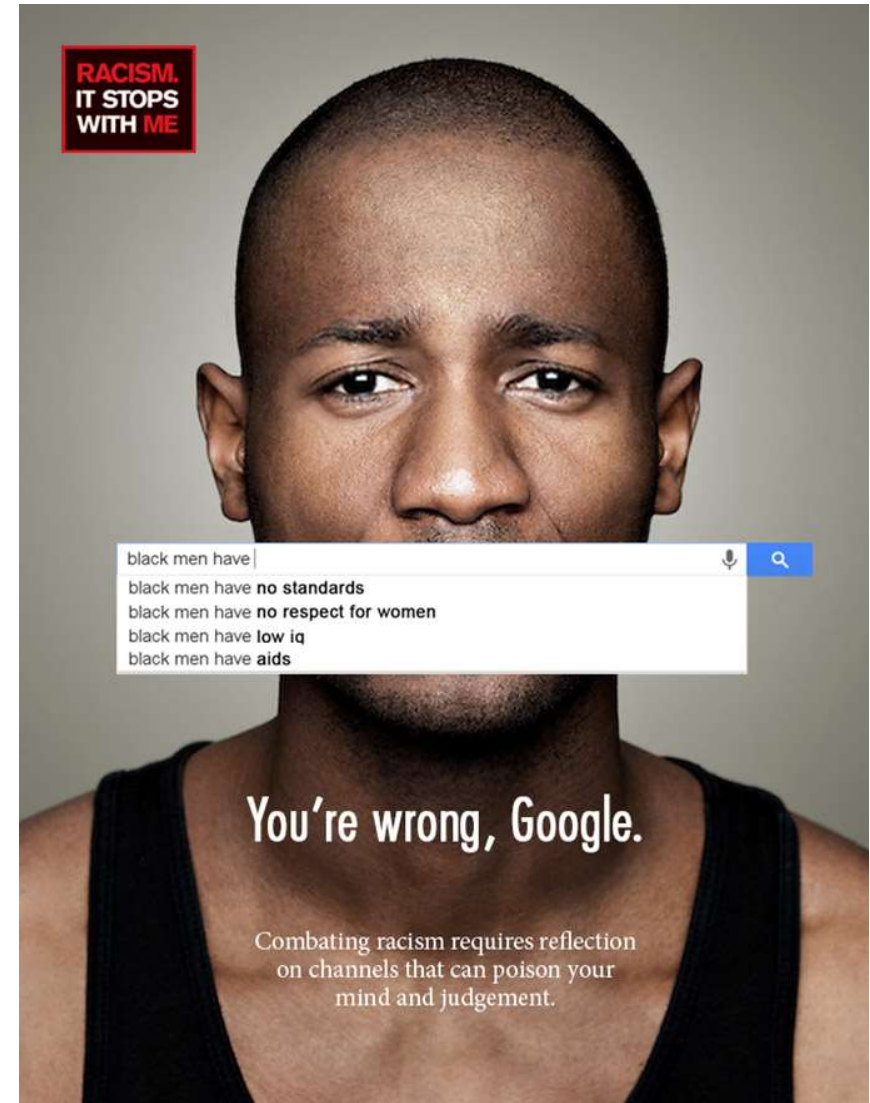 RACISM.
IT STOPS
WITH ME
black men have
black men have no standards
black men have no respect for women
black men have low iq
black men have aids
You're wrong, Google.
Combating racism requires reflection
on channels that can poison your
mind and judgement.